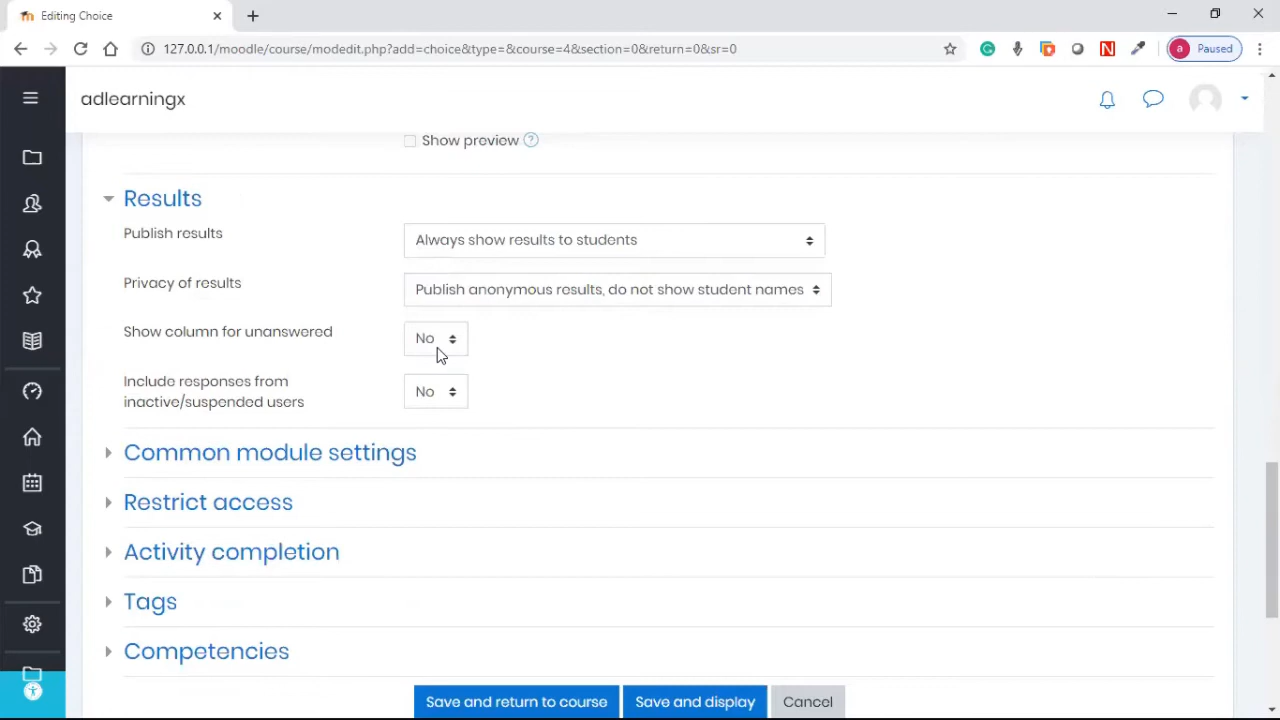 Editing Choice
127.0.0.1/moodle/course/modedit.php?add=choice&type=&course=4&section=0&return=0&sr=0
N
a Paused
adlearningx
Show preview ?
Results
Publish results Always show results to students
Privacy of results Publish anonymous results, do not show student names
Show column for unanswered No
Include responses from
inactive/suspended users No
Common module settings
Restrict access
Activity completion
Tags
Competencies
Save and return to course Save and display Cancel